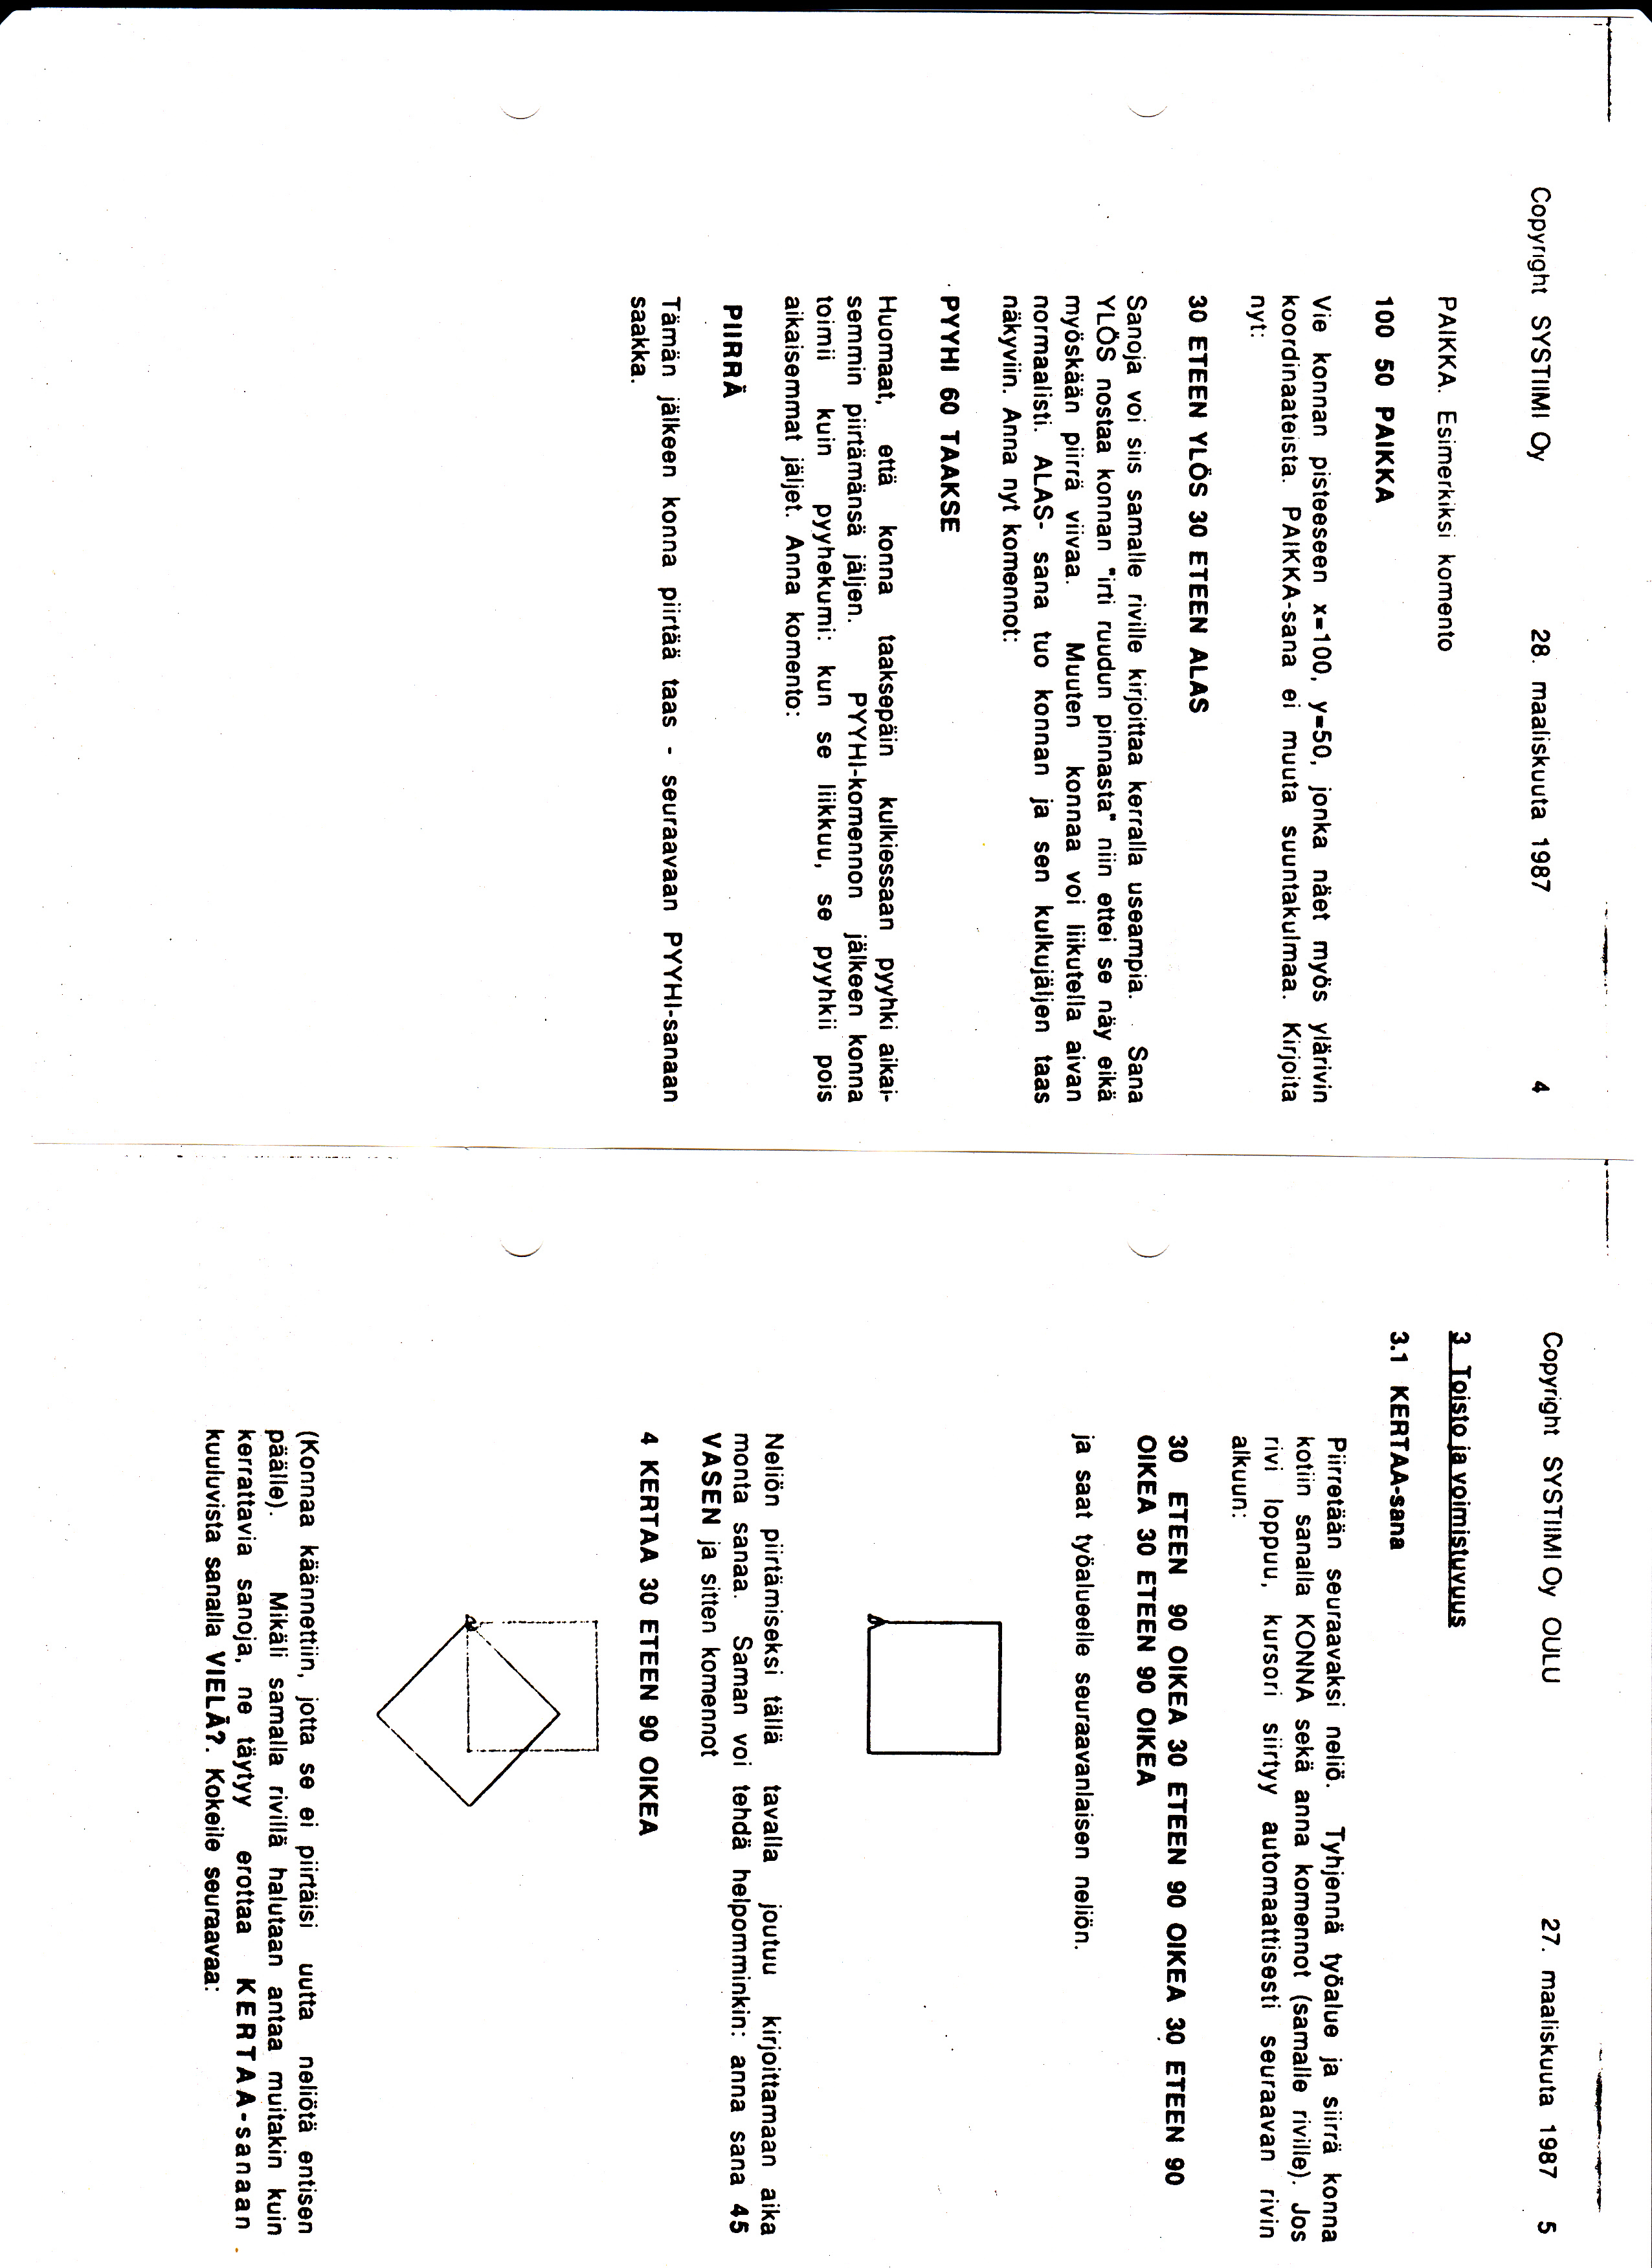 Copyright SYSTIIMI Oy 28. maaliskuuta 1987 4
PAIKKA. Esimerkiksi komento
100 50 PAIKKA
Vie konnan pisteeseen x=100, y=50, jonka näet myös ylärivin
koordinaateista. PAIKKA-sana ei muuta suuntakulmaa. Kirjoita
nyt:
30 ETEEN YLÖS 30 ETEEN ALAS
Sanoja voi siis samalle riville kirjoittaa kerralla useampia. Sana
YLÖS nostaa konnan "irti ruudun pinnasta" niin ettei se näy eikä
myöskään piirrä viivaa. Muuten konnaa voi liikutella aivan
normaalisti. ALAS- sana tuo konnan ja sen kulkujäljen taas
näkyviin. Anna nyt komennot:
PYYHI 60 TAAKSE
Huomaat, että konna taaksepäin kulkiessaan pyyhki aikai-
semmin piirtämänsä jäljen. PYYHI-komennon jälkeen konna
toimii kuin pyyhekumi: kun se liikkuu, se pyyhkii pois
aikaisemmat jäljet. Anna komento:
PIIRRÄ
Tämän jälkeen konna piirtää taas - seuraavaan PYYHI-sanaan
saakka.
Copyright SYSTIIMI Oy OULU 27. maaliskuuta 1987 5
3 Toisto ja voimistuvuus
3.1 KERTAA-sana
Piirretään seuraavaksi neliö. Tyhjennä työalue ja siirrä konna
kotiin sanalla KONNA sekä anna komennot (samalle riville). Jos
rivi loppuu, kursori siirtyy automaattisesti seuraavan rivin
alkuun:
30 ETEEN 90 OIKEA 30 ETEEN 90 OIKEA 30 ETEEN 90
OIKEA 30 ETEEN 90 OIKEA
ja saat työalueelle seuraavanlaisen neliön.
Neliön piirtämiseksi tällä tavalla joutuu kirjoittamaan aika
monta sanaa. Saman voi tehdä helpomminkin: anna sana 45
VASEN ja sitten komennot
4 KERTAA 30 ETEEN 90 OIKEA
(Konnaa käännettiin, jotta se ei piirtäisi uutta neliötä entisen
päälle). Mikäli samalla rivillä halutaan antaa muitakin kuin
kerrattavia sanoja, ne täytyy erottaa KERTAA-sanaan
kuuluvista sanalla VIELÄ?. Kokeile seuraavaa: